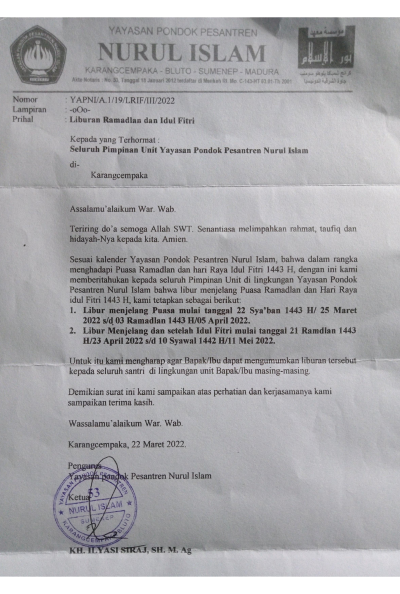 YAYASAN PONDOK PESANTREN
NURUL ISLAM
KARANGCEMPAKA - BLUTO - SUMENEP - MADURA
نور الإسلام
Nomor : YAPNI/A.1/19/LRIF/III/2022
Lampiran : -oOo-
Prihal : Liburan Ramadian dan Idul Fitri
Kepada yang Terhormat :
Seluruh Pimpinan Unit Yayasan Pondok Pesantren Nurul Islam
di-
Karangcempaka
Assalamu'alaikum War. Wab.
Teriring do'a semoga Allah SWT. Senantiasa melimpahkan rahmat, taufiq dan
hidayah-Nya kepada kita. Amien.
Sesuai kalender Yayasan Pondok Pesantren Nurul Islam, bahwa dalam rangka
menghadapi Puasa Ramadlan dan hari Raya Idul Fitri 1443 H, dengan ini kami
memberitahukan kepada seluruh Pimpinan Unit di lingkungan Yayasan Pondok
Pesantren Nurul Islam bahwa libur menjelang Puasa Ramadlan dan Hari Raya
idul Fitri 1443 H, kami tetapkan sebagai berikut:
1. Libur menjelang Puasa mulai tanggal 22 Sya'ban 1443 H/ 25 Maret
2022 s/d 03 Ramadlan 1443 H/05 April 2022.
2. Libur Menjelang dan setelah Idul Fitri mulai tanggal 21 Ramdlan 1443
H/23 April 2022 s/d 10 Syawal 1442 H/11 Mei 2022.
Untuk itu kami mengharap agar Bapak/Ibu dapat mengumumkan liburan tersebut
kepada seluruh santri di lingkungan unit Bapak/Ibu masing-masing.
Demikian surat ini kami sampaikan atas perhatian dan kerjasamanya kami
sampaikan terima kasih.
Wassalamu'alaikum War. Wab.
Karangcempaka, 22 Maret 2022.
Pengurus
Yayasan pondok Pesantren Nurul Islam
Ketua
53
NURUL ISLAM
SUMENEP
KARANGCEMPAKA BLUTO
KH. ILYASI SIRAJ, SH. M. Ag